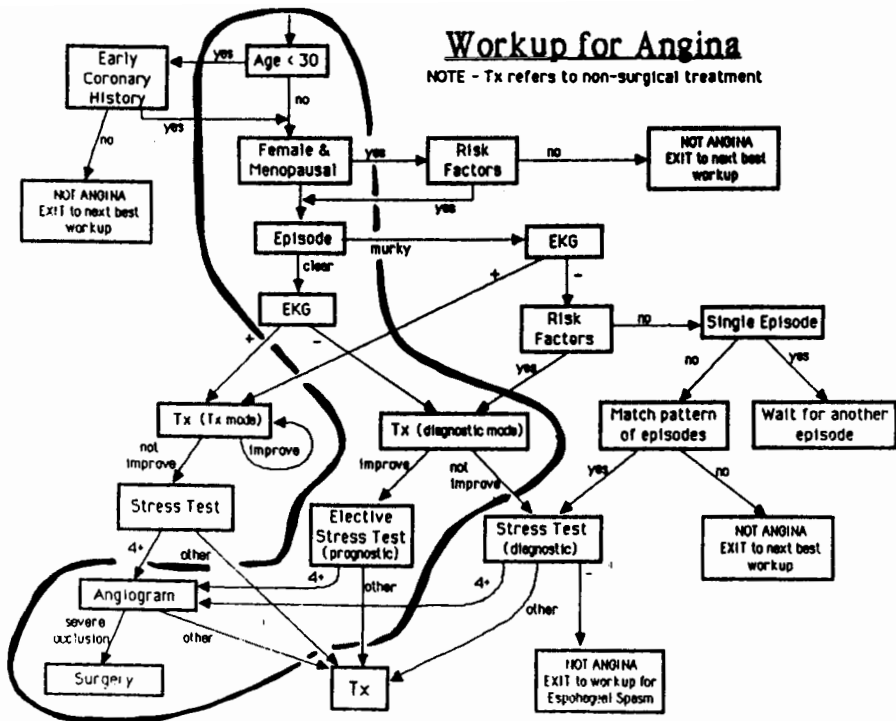 Workup for Angina
NOTE - Tx refers to non-surgical treatment
Age < 30
yes
no
Early
Coronary
History
yes
no
NOT ANGINA
EXIT to next best
workup
Female &
Menopausal
yes
Risk
Factors
no
yes
NOT ANGINA
EXIT to next best
workup
Episode
murky
clear
EKG
+
-
EKG
+
-
Risk
Factors
no
yes
Single Episode
no
yes
Tx (Tx mode)
improve
not
improve
Tx (diagnostic mode)
improve
not
improve
Match pattern
of episodes
yes
no
Wait for another
episode
Stress Test
4+
other
Elective
Stress Test
(prognostic)
4+
other
Stress Test
(diagnostic)
4+
other
-
NOT ANGINA
EXIT to next best
workup
Angiogram
severe
occlusion
other
Surgery
Tx
NOT ANGINA
EXIT to workup for
Espohagral Spasm